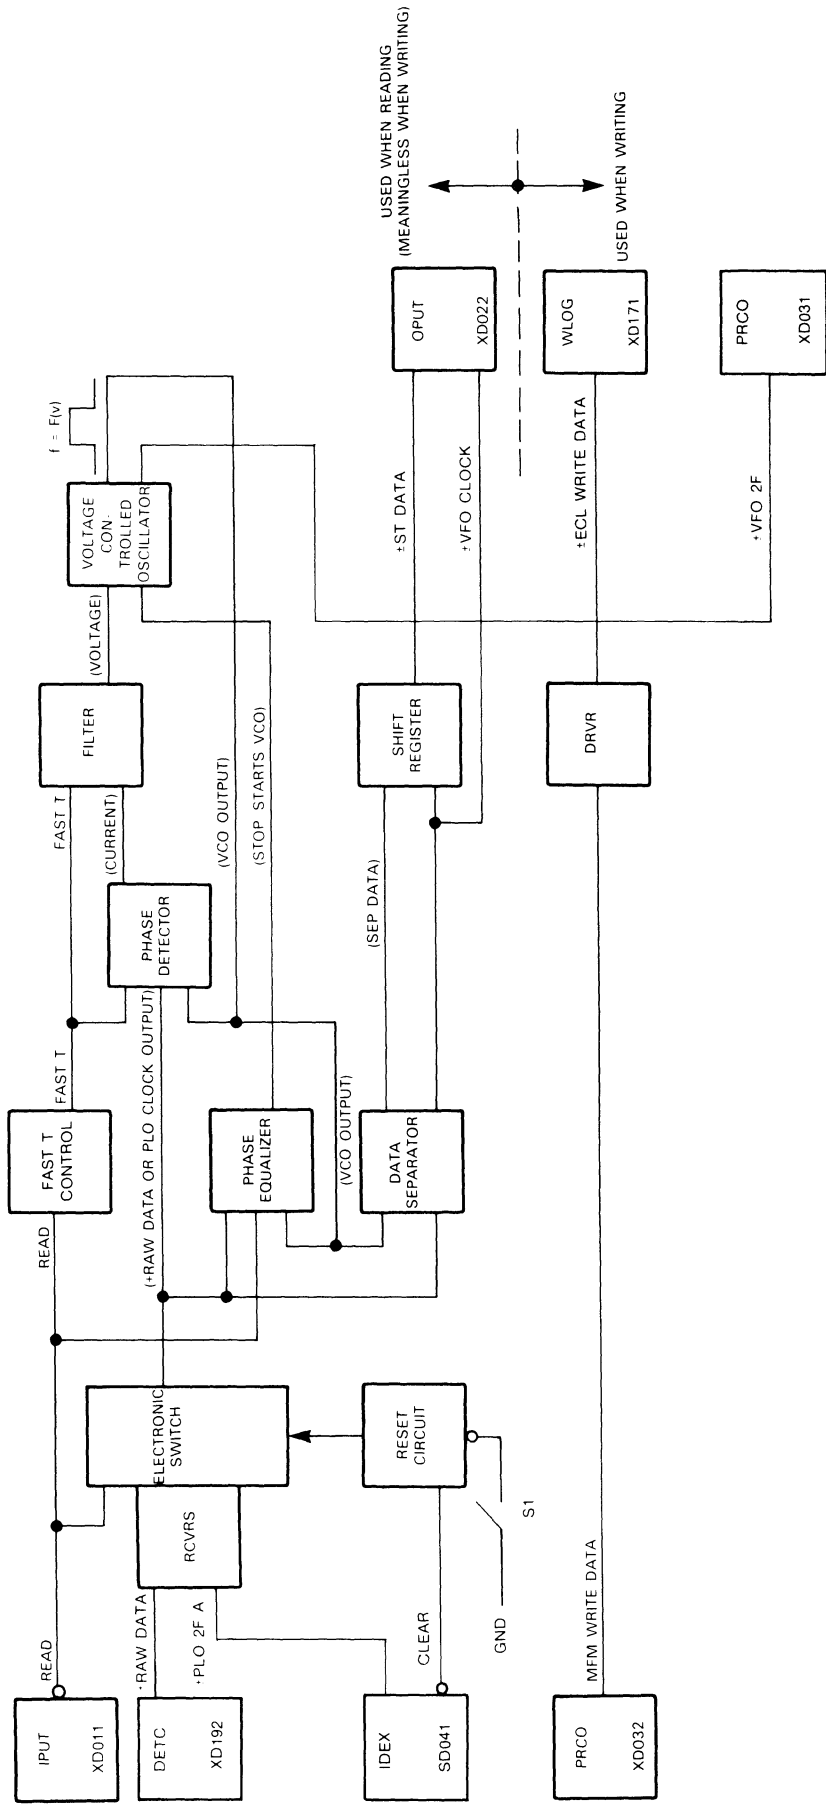 IPUT
XD011
READ
READ
FAST T
CONTROL
FAST T
FAST T
FILTER
(VOLTAGE)
VOLTAGE
CON-
TROLLED
OSCILLATOR
f = F(v)
DETC
XD192
+RAW DATA
+PLO 2F A
RCVRS
ELECTRONIC
SWITCH
(+RAW DATA OR PLO CLOCK OUTPUT)
PHASE
DETECTOR
(CURRENT)
PHASE
EQUALIZER
(VCO OUTPUT)
(STOP STARTS VCO)
IDEX
SD041
CLEAR
RESET
CIRCUIT
GND
S1
(VCO OUTPUT)
DATA
SEPARATOR
(SEP DATA)
SHIFT
REGISTER
±ST DATA
±VFO CLOCK
OPUT
XD022
USED WHEN READING
(MEANINGLESS WHEN WRITING)
PRCO
XD032
MFM WRITE DATA
DRVR
±ECL WRITE DATA
WLOG
XD171
USED WHEN WRITING
+VFO 2F
PRCO
XD031